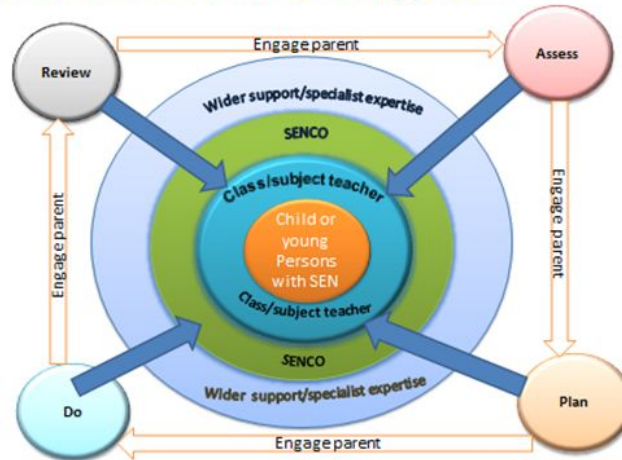 Engage parent
Review
Assess
Wider support/specialist expertise
SENCO
Class/subject teacher
Child or
young
Persons
with SEN
Class/subject teacher
SENCO
Wider support/specialist expertise
Engage parent
Engage parent
Do
Plan
Engage parent